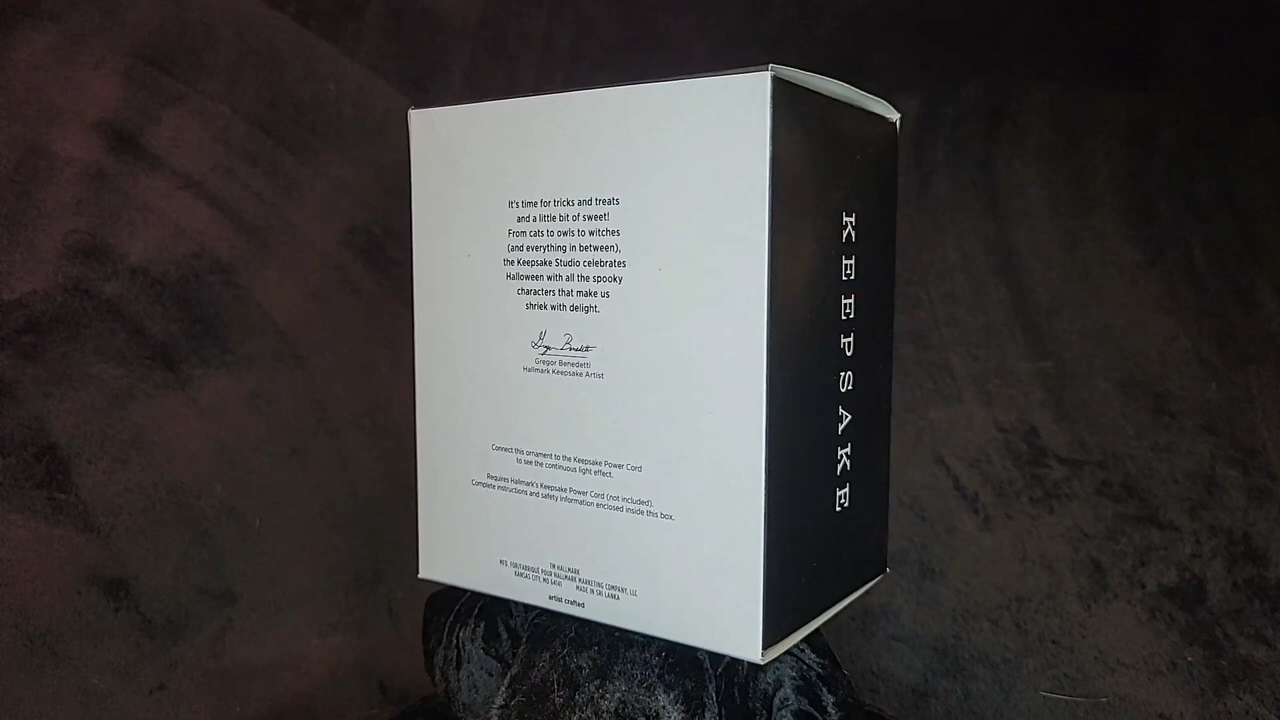 It's time for tricks and treats
and a little bit of sweet!
From cats to owls to witches
(and everything in between),
the Keepsake Studio celebrates
Halloween with all the spooky
characters that make us
shriek with delight.
Gregor Benedetti
Gregor Benedetti
Hallmark Keepsake Artist
Connect this ornament to the Keepsake Power Cord
to see the continuous light effect.
Requires Hallmark's Keepsake Power Cord (not included).
Complete instructions and safety information enclosed inside this box.
TM HALLMARK
MFG. FOR/FABRIQUÉ POUR HALLMARK MARKETING COMPANY, LLC
KANSAS CITY, MO 64141 MADE IN SRI LANKA
artist crafted
KEEPSAKE